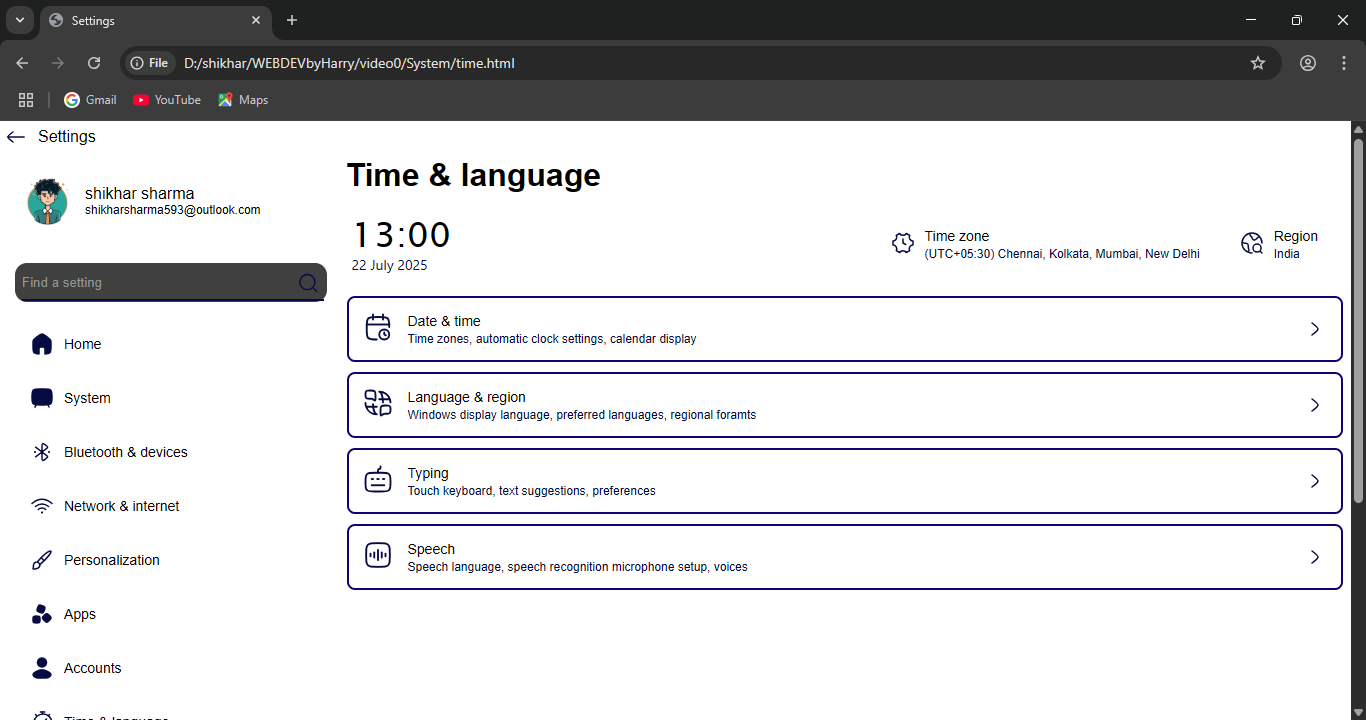 Settings
File
D:/shikhar/WEBDEVbyHarry/video0/System/time.html
Gmail
YouTube
Maps
Settings
shikhar sharma
shikharsharma593@outlook.com
Find a setting
Home
System
Bluetooth & devices
Network & internet
Personalization
Apps
Accounts
Time & language
Time & language
13:00
22 July 2025
Time zone
(UTC+05:30) Chennai, Kolkata, Mumbai, New Delhi
Region
India
Date & time
Time zones, automatic clock settings, calendar display
Language & region
Windows display language, preferred languages, regional foramts
Typing
Touch keyboard, text suggestions, preferences
Speech
Speech language, speech recognition microphone setup, voices